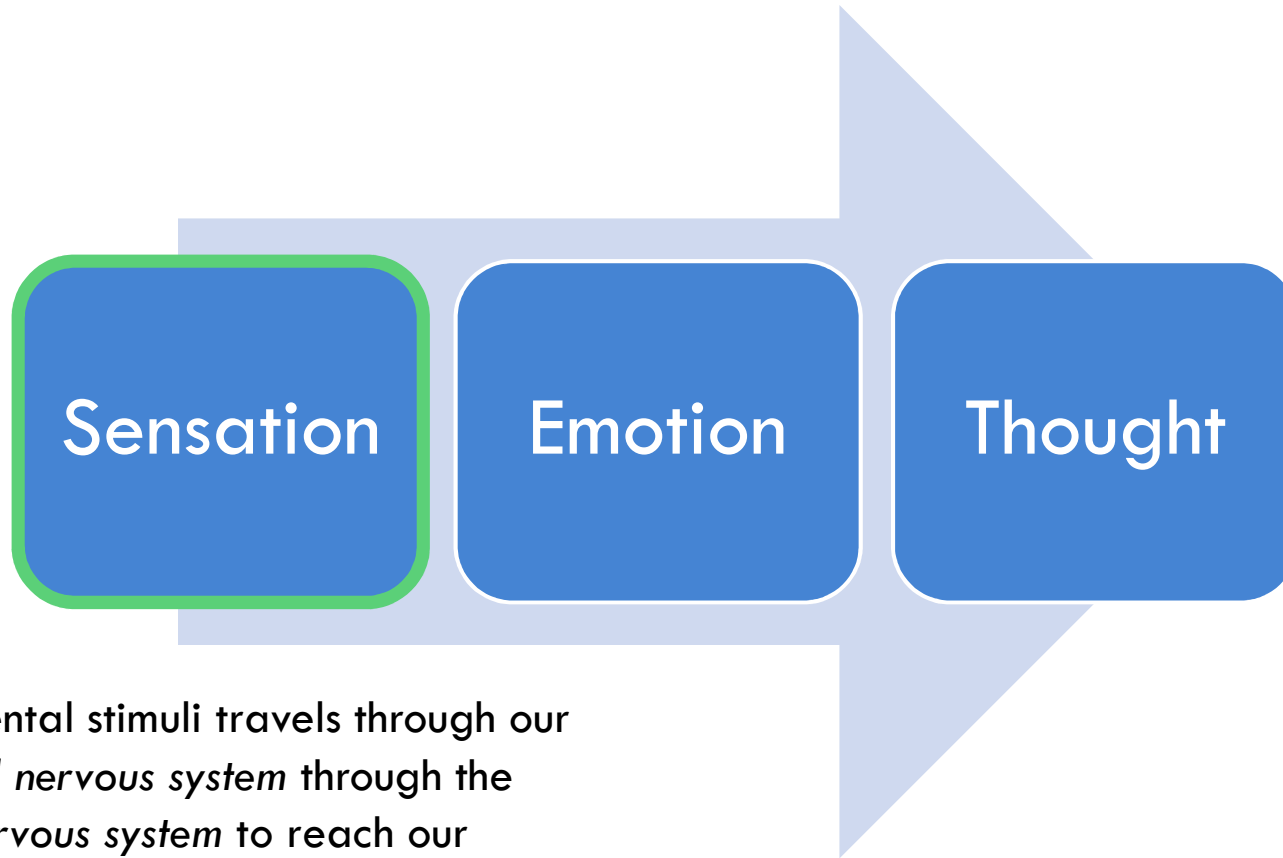 Sensation Emotion Thought
ental stimuli travels through our
nervous system through the
rvous system to reach our